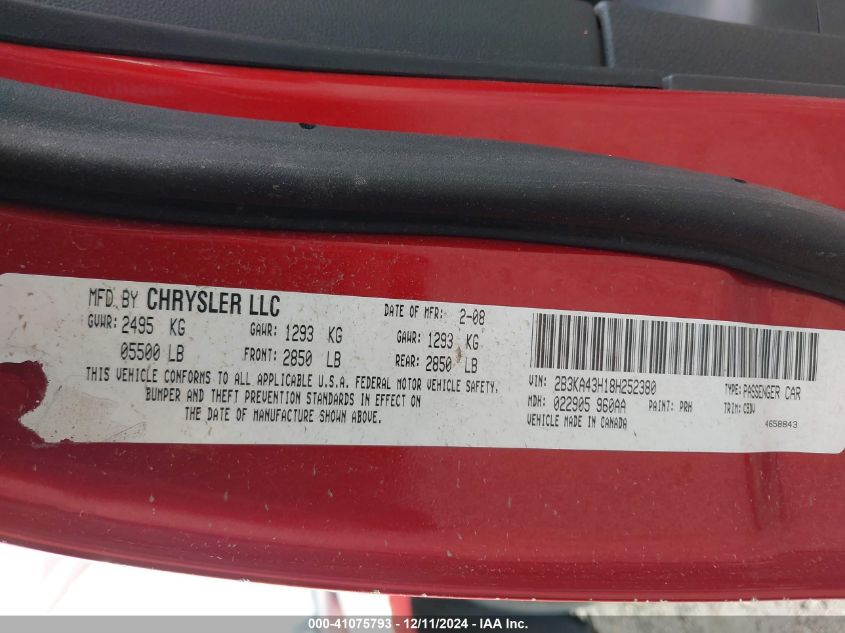 MFD BY CHRYSLER LLC DATE OF MFR: 2-08
GVWR: 2495 KG GAWR: 1293 KG GAWR: 1293 KG
05500 LB FRONT: 2850 LB REAR: 2850 LB
THIS VEHICLE CONFORMS TO ALL APPLICABLE U.S.A. FEDERAL MOTOR VEHICLE SAFETY,
BUMPER AND THEFT PREVENTION STANDARDS IN EFFECT ON
THE DATE OF MANUFACTURE SHOWN ABOVE.
VIN: 2B3KA43H18H252380 TYPE: PASSENGER CAR
MDH: 022905 960AA PAINT: PRH TRIM: CBDV
VEHICLE MADE IN CANADA 4658843
000-41075793 - 12/11/2024 - IAA Inc.